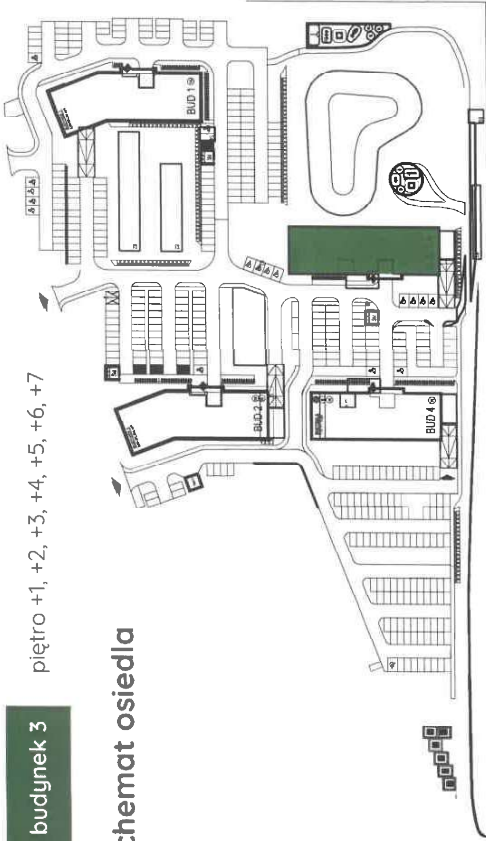 budynek 3
piętro +1, +2, +3, +4, +5, +6, +7
chemat osiedla
BUD 1
BUD 2
BUD 4